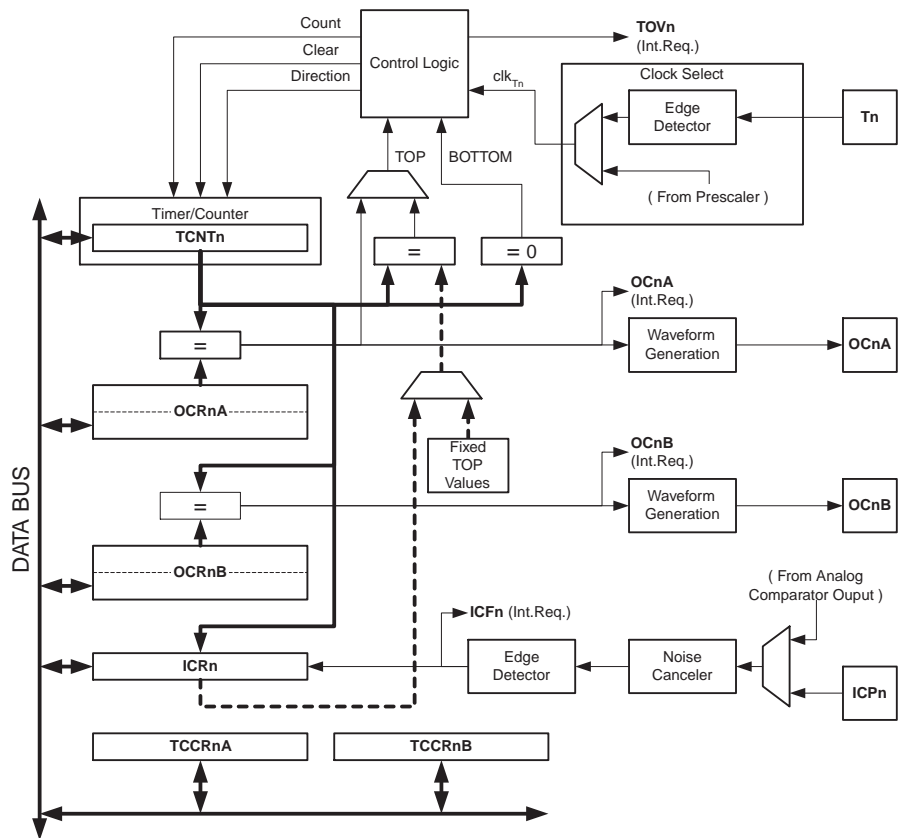 Count
Clear
Direction
Control Logic
TOVn
(Int.Req.)
clkTn
Clock Select
Edge
Detector
Tn
( From Prescaler )
TOP
BOTTOM
Timer/Counter
TCNTn
=
= 0
=
OCnA
(Int.Req.)
Waveform
Generation
OCnA
OCRnA
Fixed
TOP
Values
OCnB
(Int.Req.)
=
Waveform
Generation
OCnB
OCRnB
DATA BUS
( From Analog
Comparator Ouput )
ICFn (Int.Req.)
ICRn
Edge
Detector
Noise
Canceler
ICPn
TCCRnA
TCCRnB